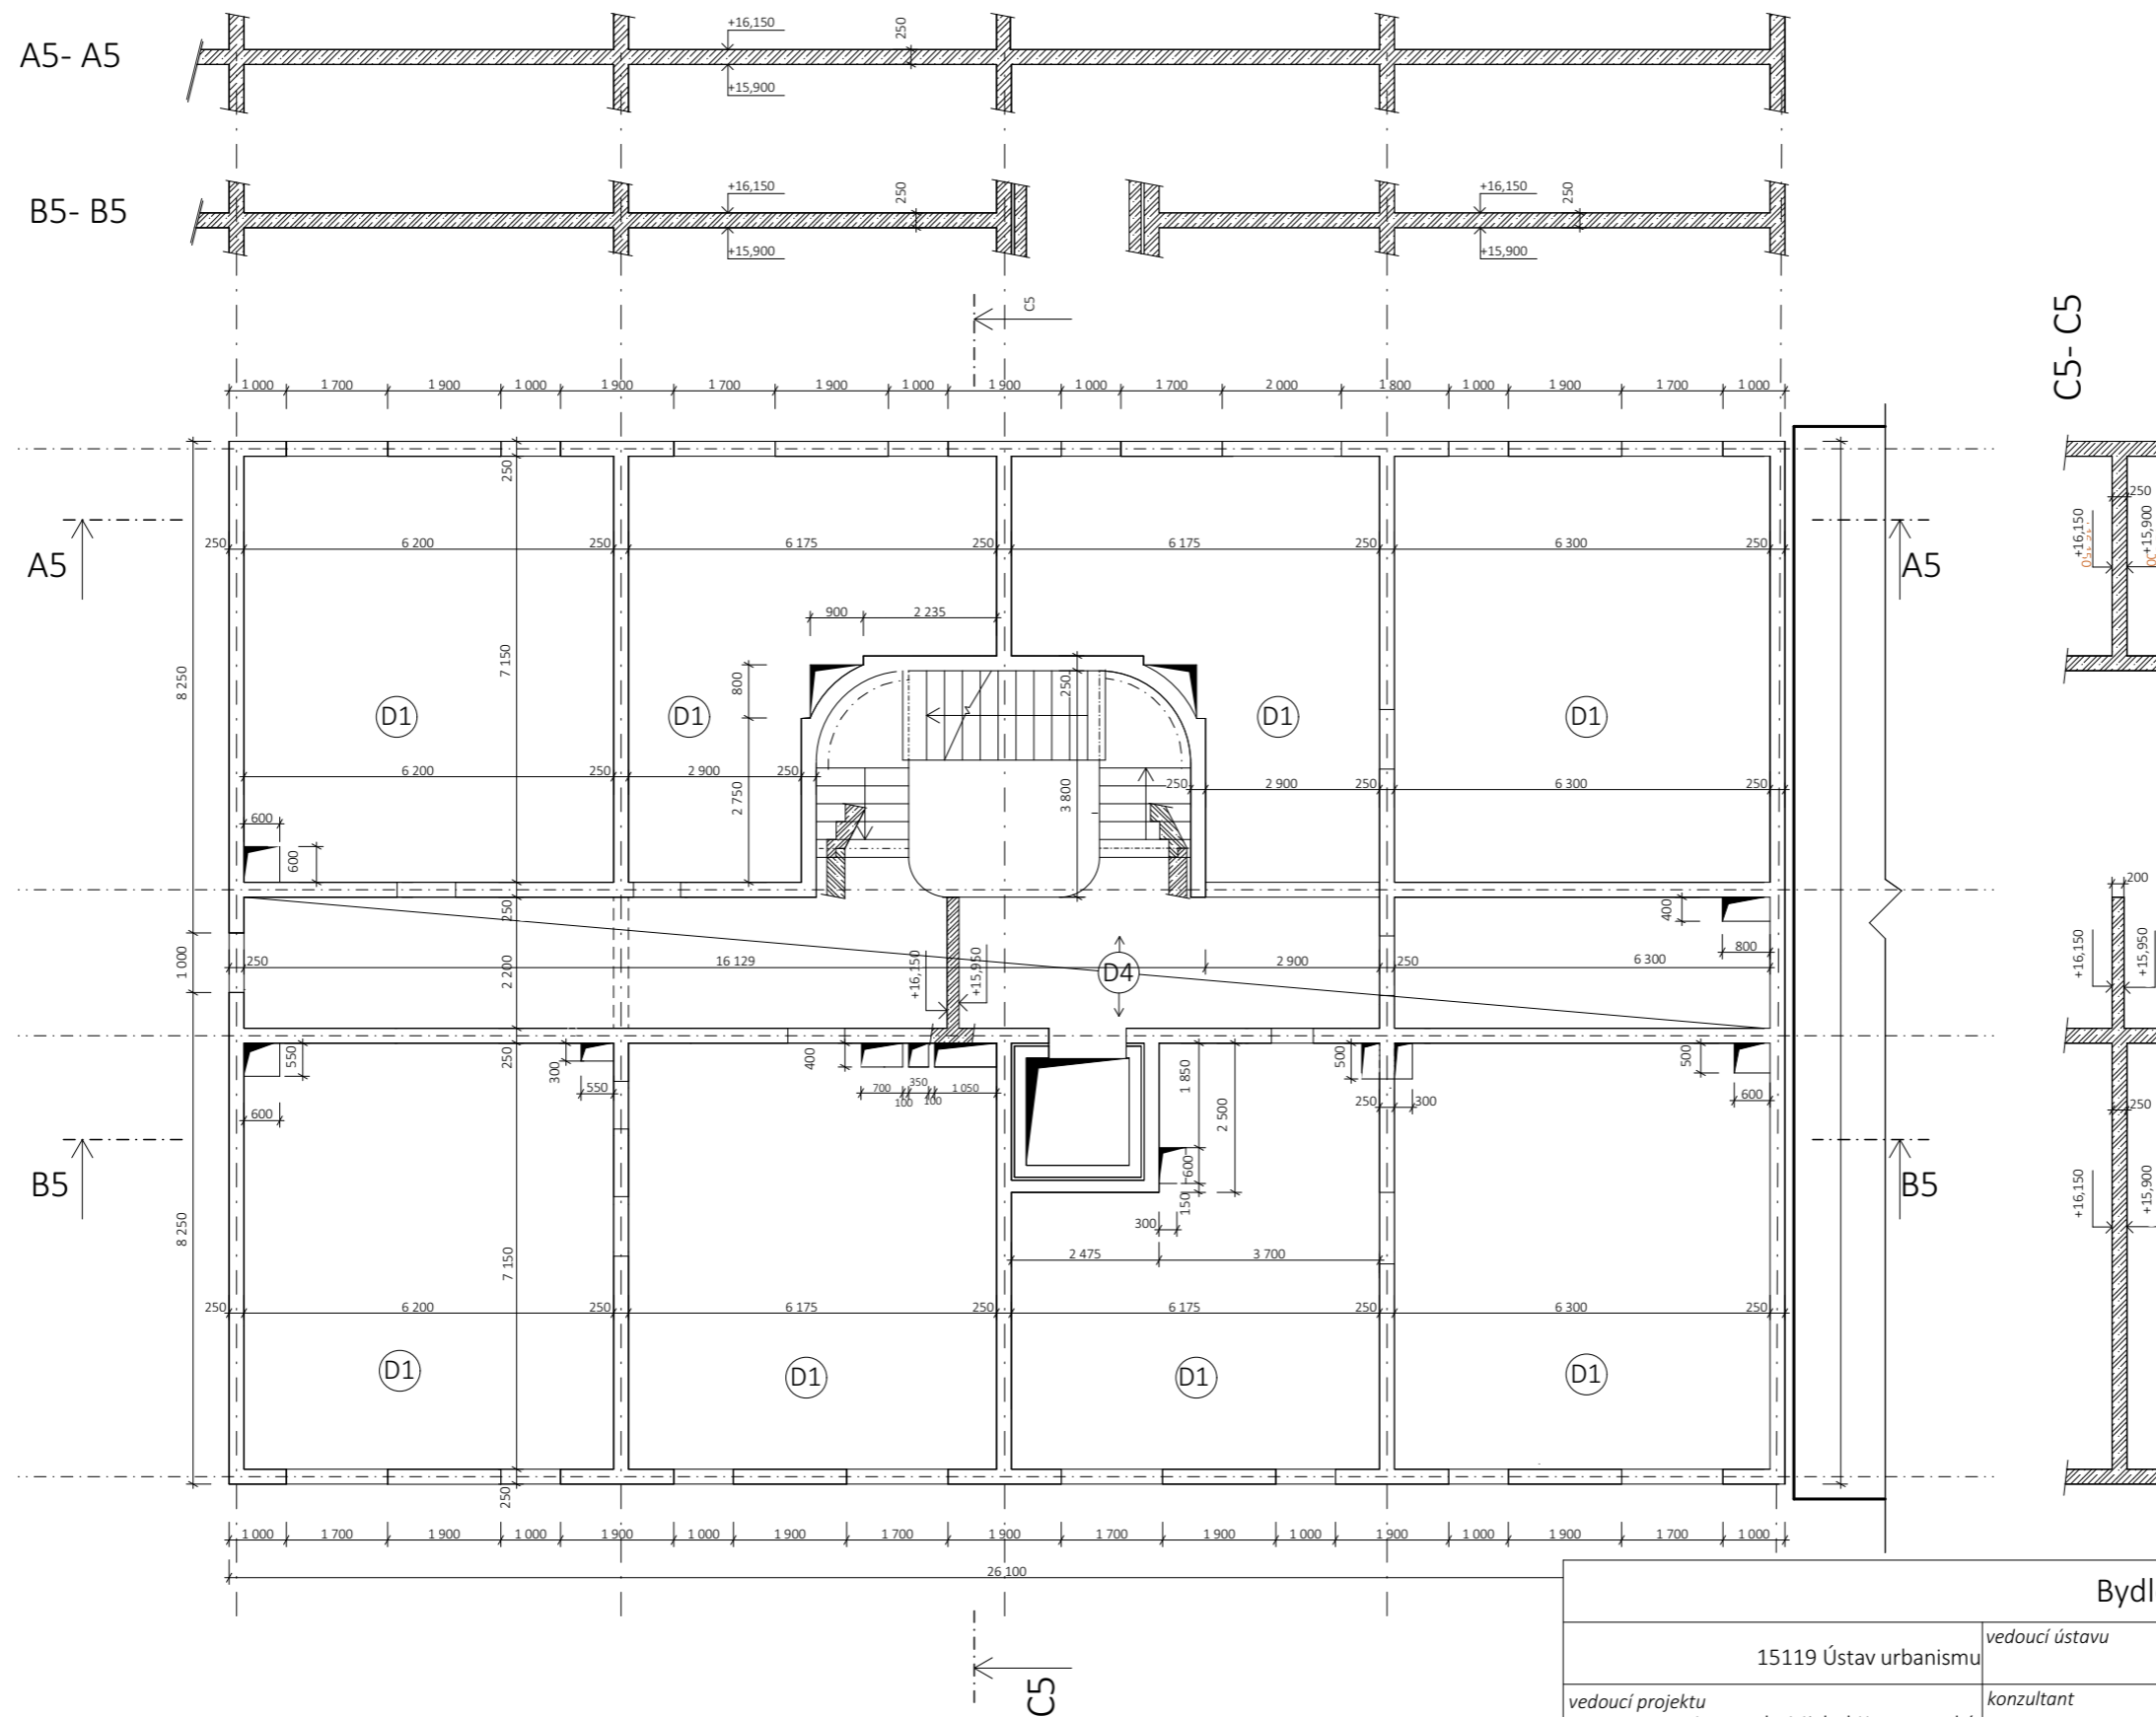 A5- A5
+16,150
250
+15,900
B5- B5
+16,150
250
+15,900
+16,150
250
+15,900
C5
C5- C5
1 000 1 700 1 900 1 000 1 900 1 700 1 900 1 000 1 900 1 000 1 700 2 000 1 800 1 000 1 900 1 700 1 000
250
250 6 200 250 6 175 250 6 175 250 6 300 250
A5
A5
250
+16,150
+15,900
900 2 235
8 250
7 150
800
250
D1
D1
D1
D1
6 200 250 2 900 250
250 2 900 250 6 300 250
2 750
3 800
600
600
200
250
400
800
1 000
250 16 129
2 200
+16,150
+15,950
D4
2 900 250 6 300
+16,150
+15,950
250
550
300
550
600
400
700 350 1 050
100 100
1 850
2 500
600
150
300
500
250 300
500
600
250
B5
B5
+16,150
+15,900
8 250
7 150
2 475 3 700
250 6 200 250 6 175 250 6 175 250 6 300 250
D1
D1
D1
D1
250
1 000 1 700 1 900 1 000 1 900 1 000 1 900 1 700 1 900 1 700 1 900 1 000 1 900 1 000 1 900 1 700 1 000
26 100
C5
Bydl
15119 Ústav urbanismu
vedoucí ústavu
vedoucí projektu
konzultant